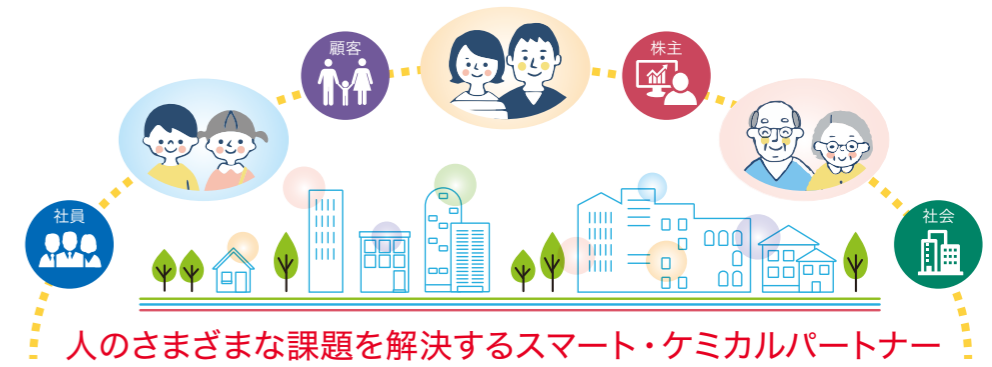 顧客
株主
社員
社会
人のさまざまな課題を解決するスマート・ケミカルパートナー